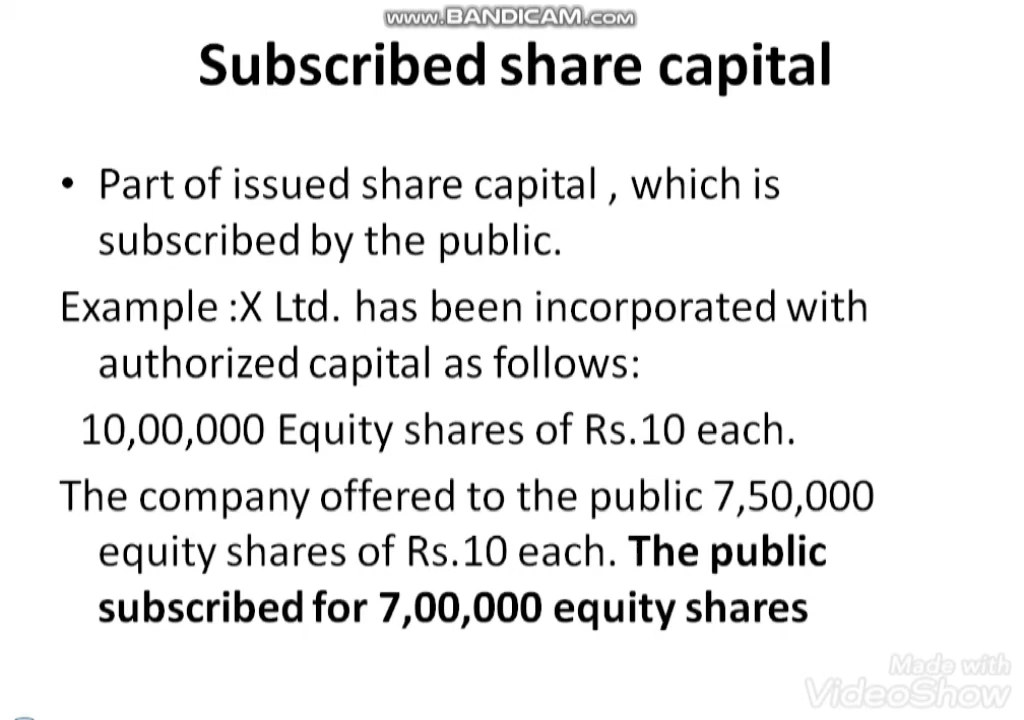 www.BANDICAM.com
Subscribed share capital
• Part of issued share capital , which is
subscribed by the public.
Example :X Ltd. has been incorporated with
authorized capital as follows:
10,00,000 Equity shares of Rs.10 each.
The company offered to the public 7,50,000
equity shares of Rs.10 each. The public
subscribed for 7,00,000 equity shares
Made with
VideoShow